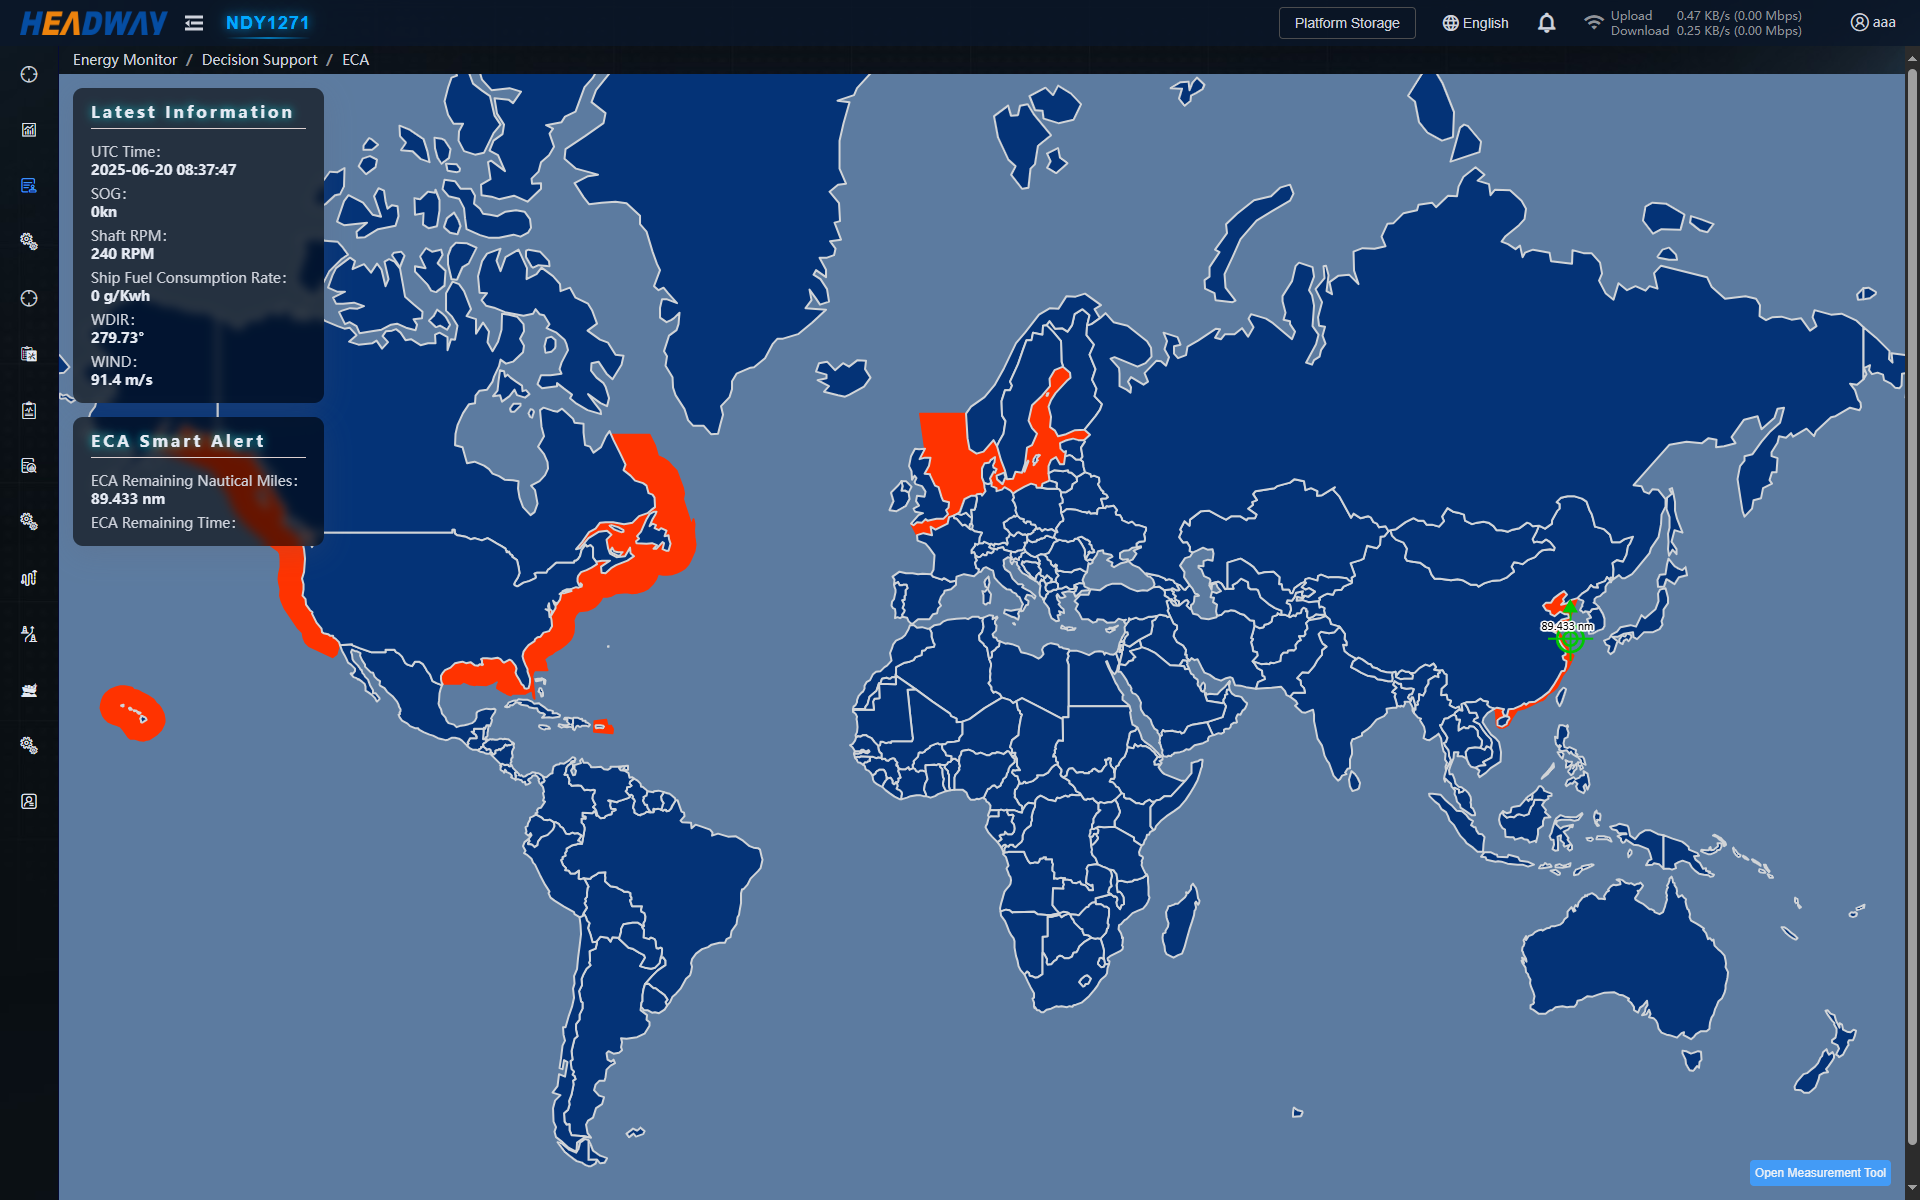 HEADWAY
NDY1271
Platform Storage
English
Upload 0.47 KB/s (0.00 Mbps)
Download 0.25 KB/s (0.00 Mbps)
aaa
Energy Monitor / Decision Support / ECA
Latest Information
UTC Time:
2025-06-20 08:37:47
SOG:
0kn
Shaft RPM:
240 RPM
Ship Fuel Consumption Rate:
0 g/Kwh
WDIR:
279.73°
WIND:
91.4 m/s
ECA Smart Alert
ECA Remaining Nautical Miles:
89.433 nm
ECA Remaining Time:
89.433 nm
Open Measurement Tool